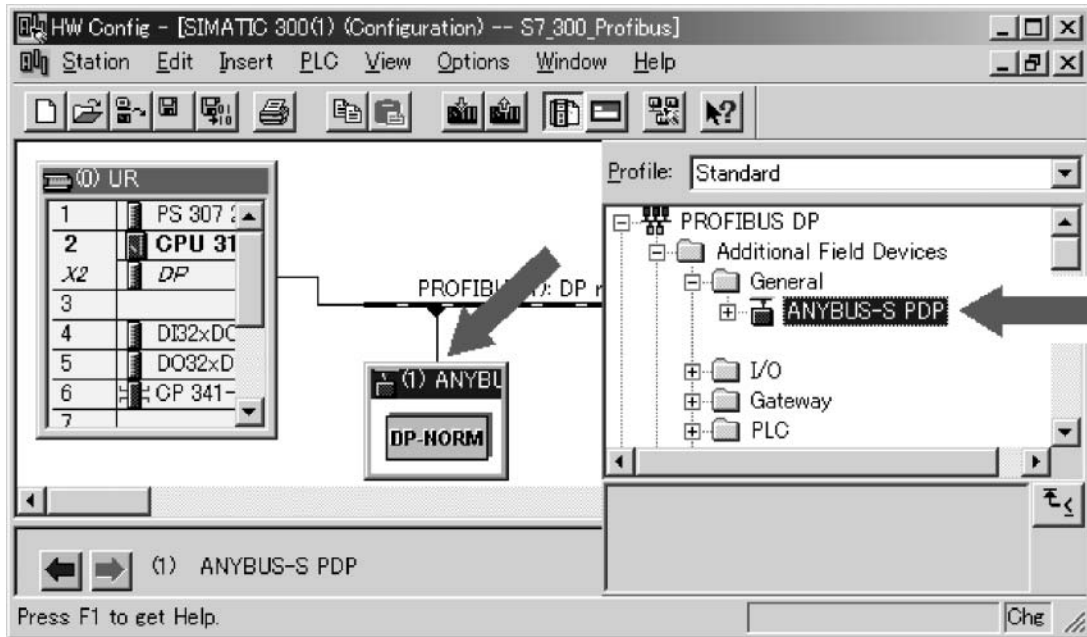 HW Config - [SIMATIC 300(1) (Configuration) -- S7_300_Profibus]
Station Edit Insert PLC View Options Window Help
(0) UR
1 PS 307 2
2 CPU 31
X2 DP
3
4 DI32xDO
5 DO32xD
6 CP 341-
7
PROFIBU : DP
(1) ANYBU
DP-NORM
Profile: Standard
PROFIBUS DP
Additional Field Devices
General
ANYBUS-S PDP
I/O
Gateway
PLC
(1) ANYBUS-S PDP
Press F1 to get Help.
Chg